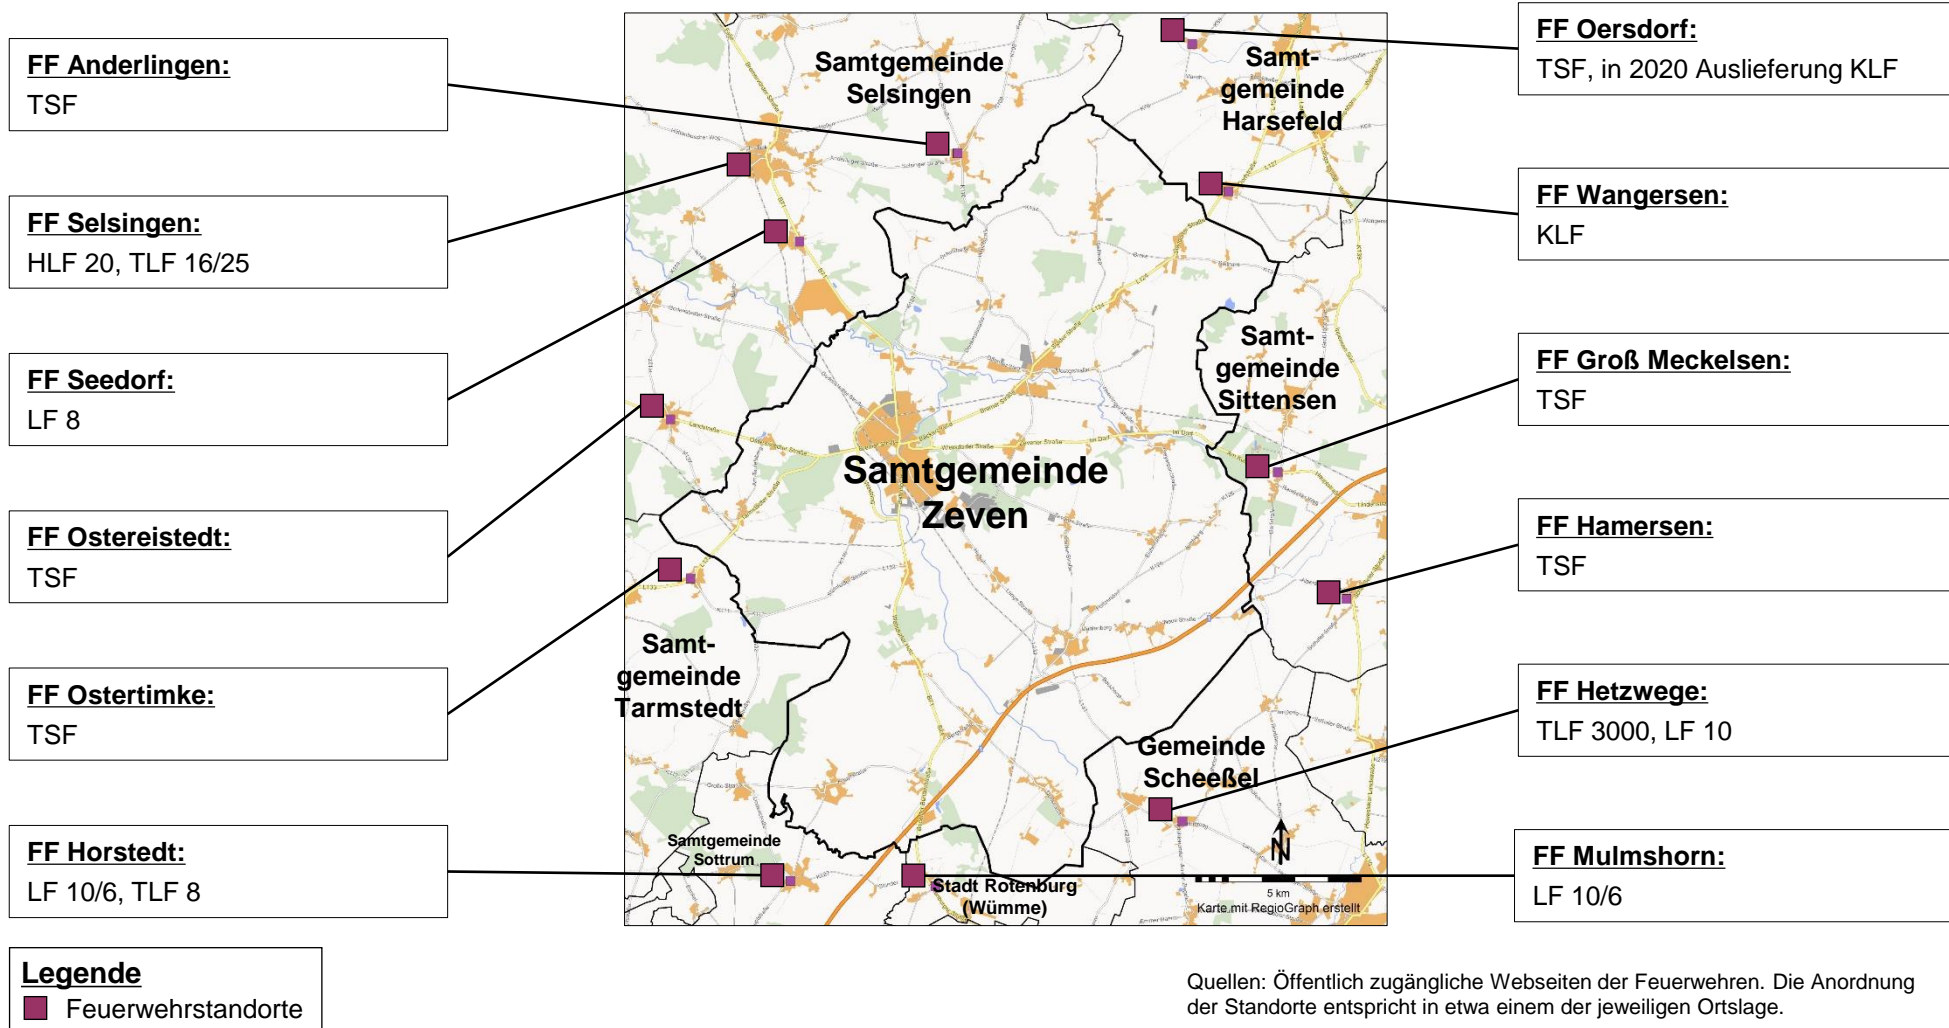 FF Anderlingen:
TSF
FF Selsingen:
HLF 20, TLF 16/25
FF Seedorf:
LF 8
FF Ostereistedt:
TSF
FF Ostertimke:
TSF
FF Horstedt:
LF 10/6, TLF 8
Legende
Feuerwehrstandorte
Samtgemeinde
Selsingen
Samt-
gemeinde
Harsefeld
Samt-
gemeinde
Sittensen
Samtgemeinde
Zeven
Samt-
gemeinde
Tarmstedt
Gemeinde
Scheeßel
Samtgemeinde
Sottrum
Stadt Rotenburg
(Wümme)
N
5 km
Karte mit RegioGraph erstellt
FF Oersdorf:
TSF, in 2020 Auslieferung KLF
FF Wangersen:
KLF
FF Groß Meckelsen:
TSF
FF Hamersen:
TSF
FF Hetzwege:
TLF 3000, LF 10
FF Mulmshorn:
LF 10/6
Quellen: Öffentlich zugängliche Webseiten der Feuerwehren. Die Anordnung
der Standorte entspricht in etwa einem der jeweiligen Ortslage.